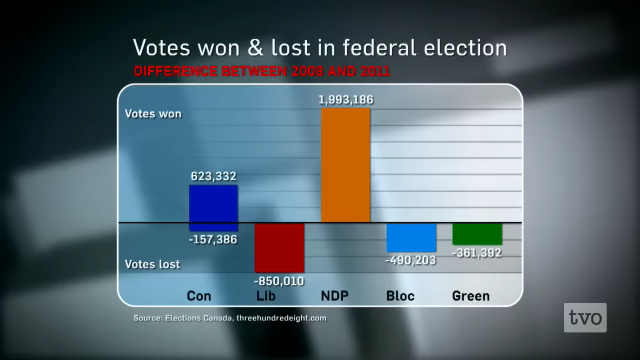 Votes won & lost in federal election
DIFFERENCE BETWEEN 2008 AND 2011
1,993,186
Votes won
623,332
-157,386
-361,392
-490,203
Votes lost
-850,010
Con Lib NDP Bloc Green
Source: Elections Canada, threehundredeight.com
tvo